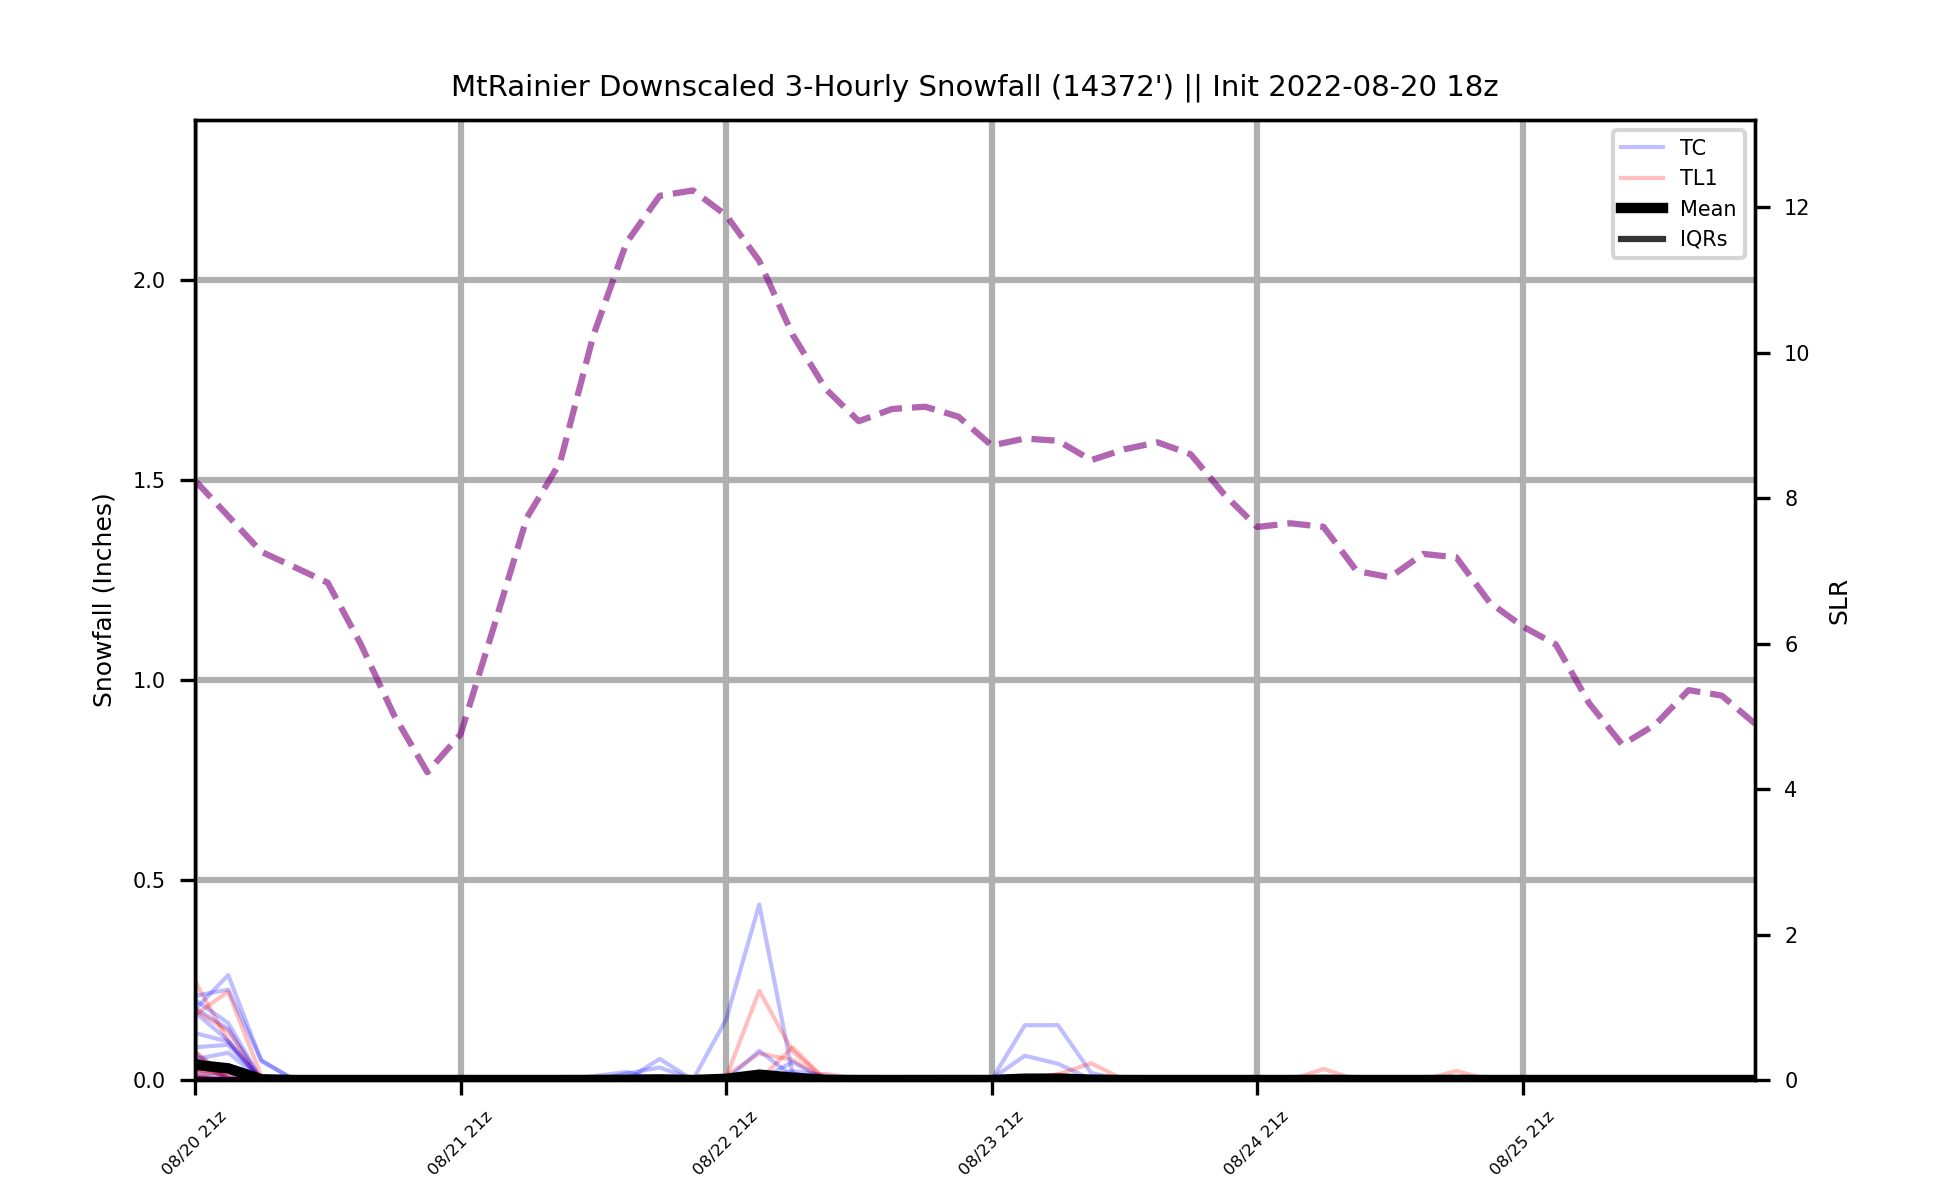 MtRainier Downscaled 3-Hourly Snowfall (14372') || Init 2022-08-20 18z
TC
TL1
Mean
IQRs
Snowfall (Inches)
2.0
1.5
1.0
0.5
0.0
12
10
8
6
4
2
0
SLR
08/20 21z
08/21 21z
08/22 21z
08/23 21z
08/24 21z
08/25 21z